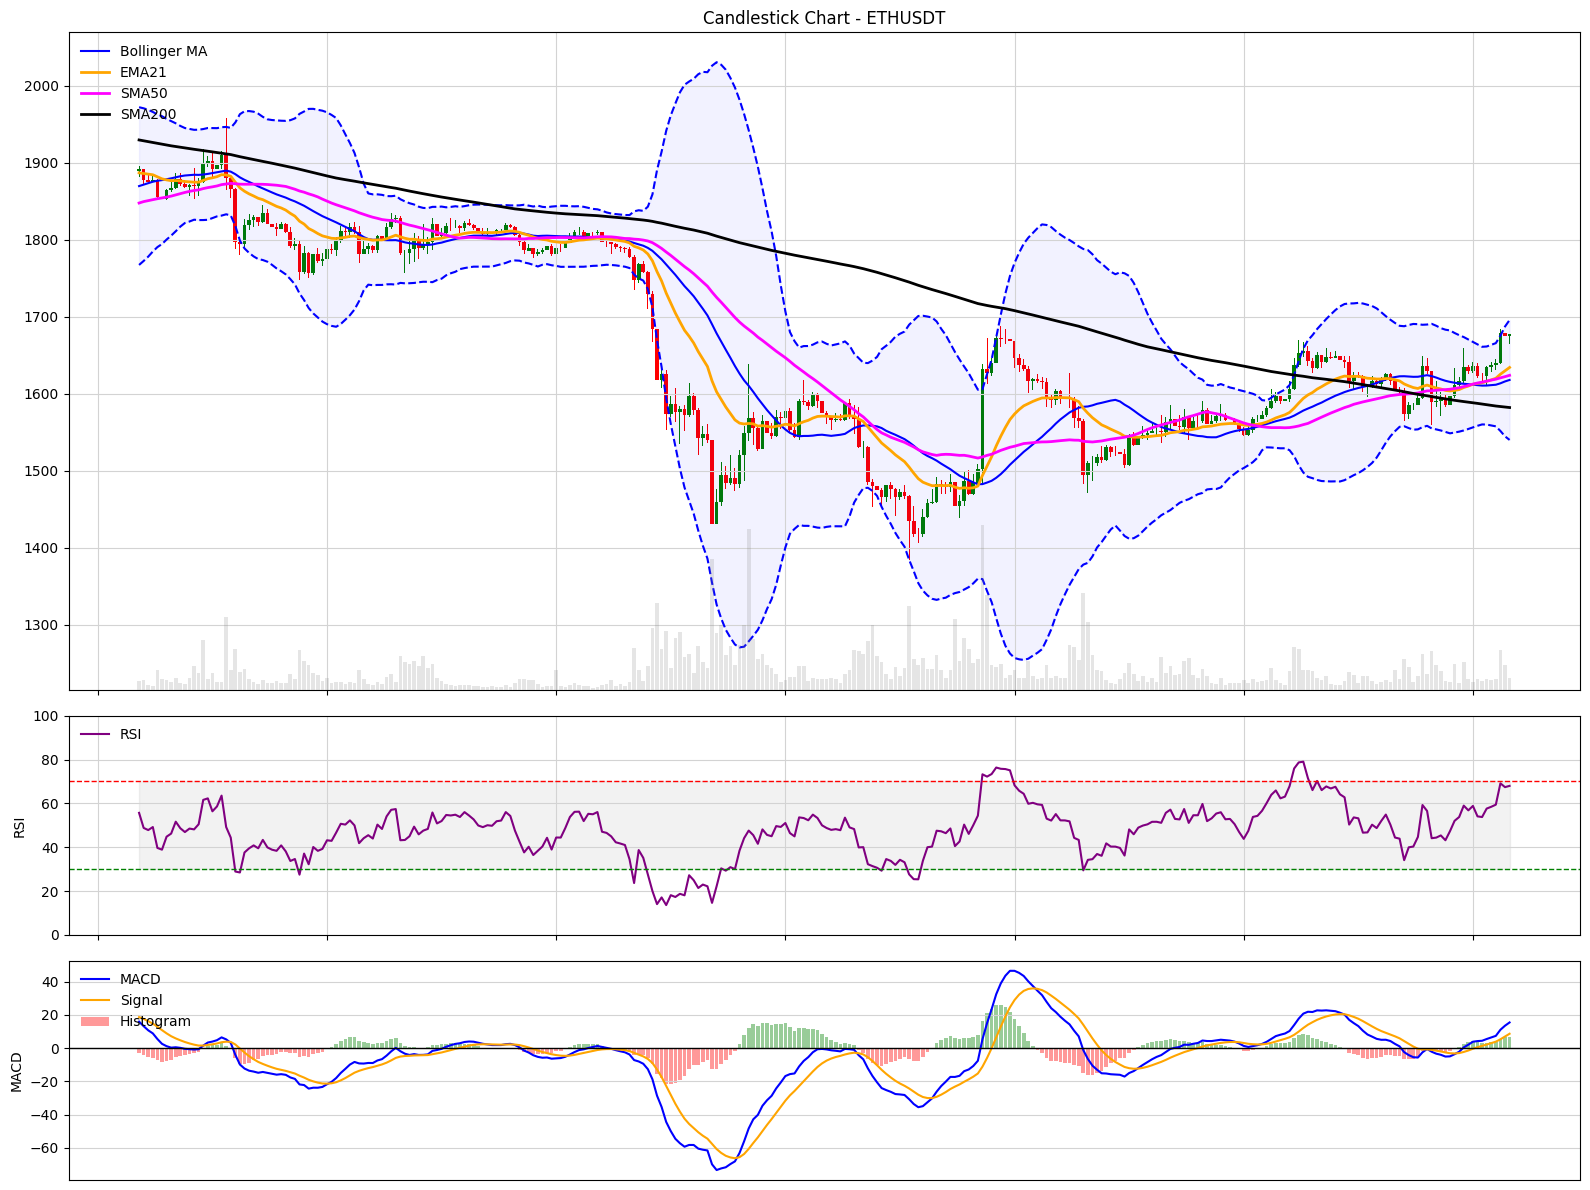 Candlestick Chart - ETHUSDT
Bollinger MA
EMA21
SMA50
SMA200
2000
1900
1800
1700
1600
1500
1400
1300
RSI
100
80
60
40
20
0
RSI
MACD
Signal
Histogram
40
20
0
−20
−40
−60
MACD